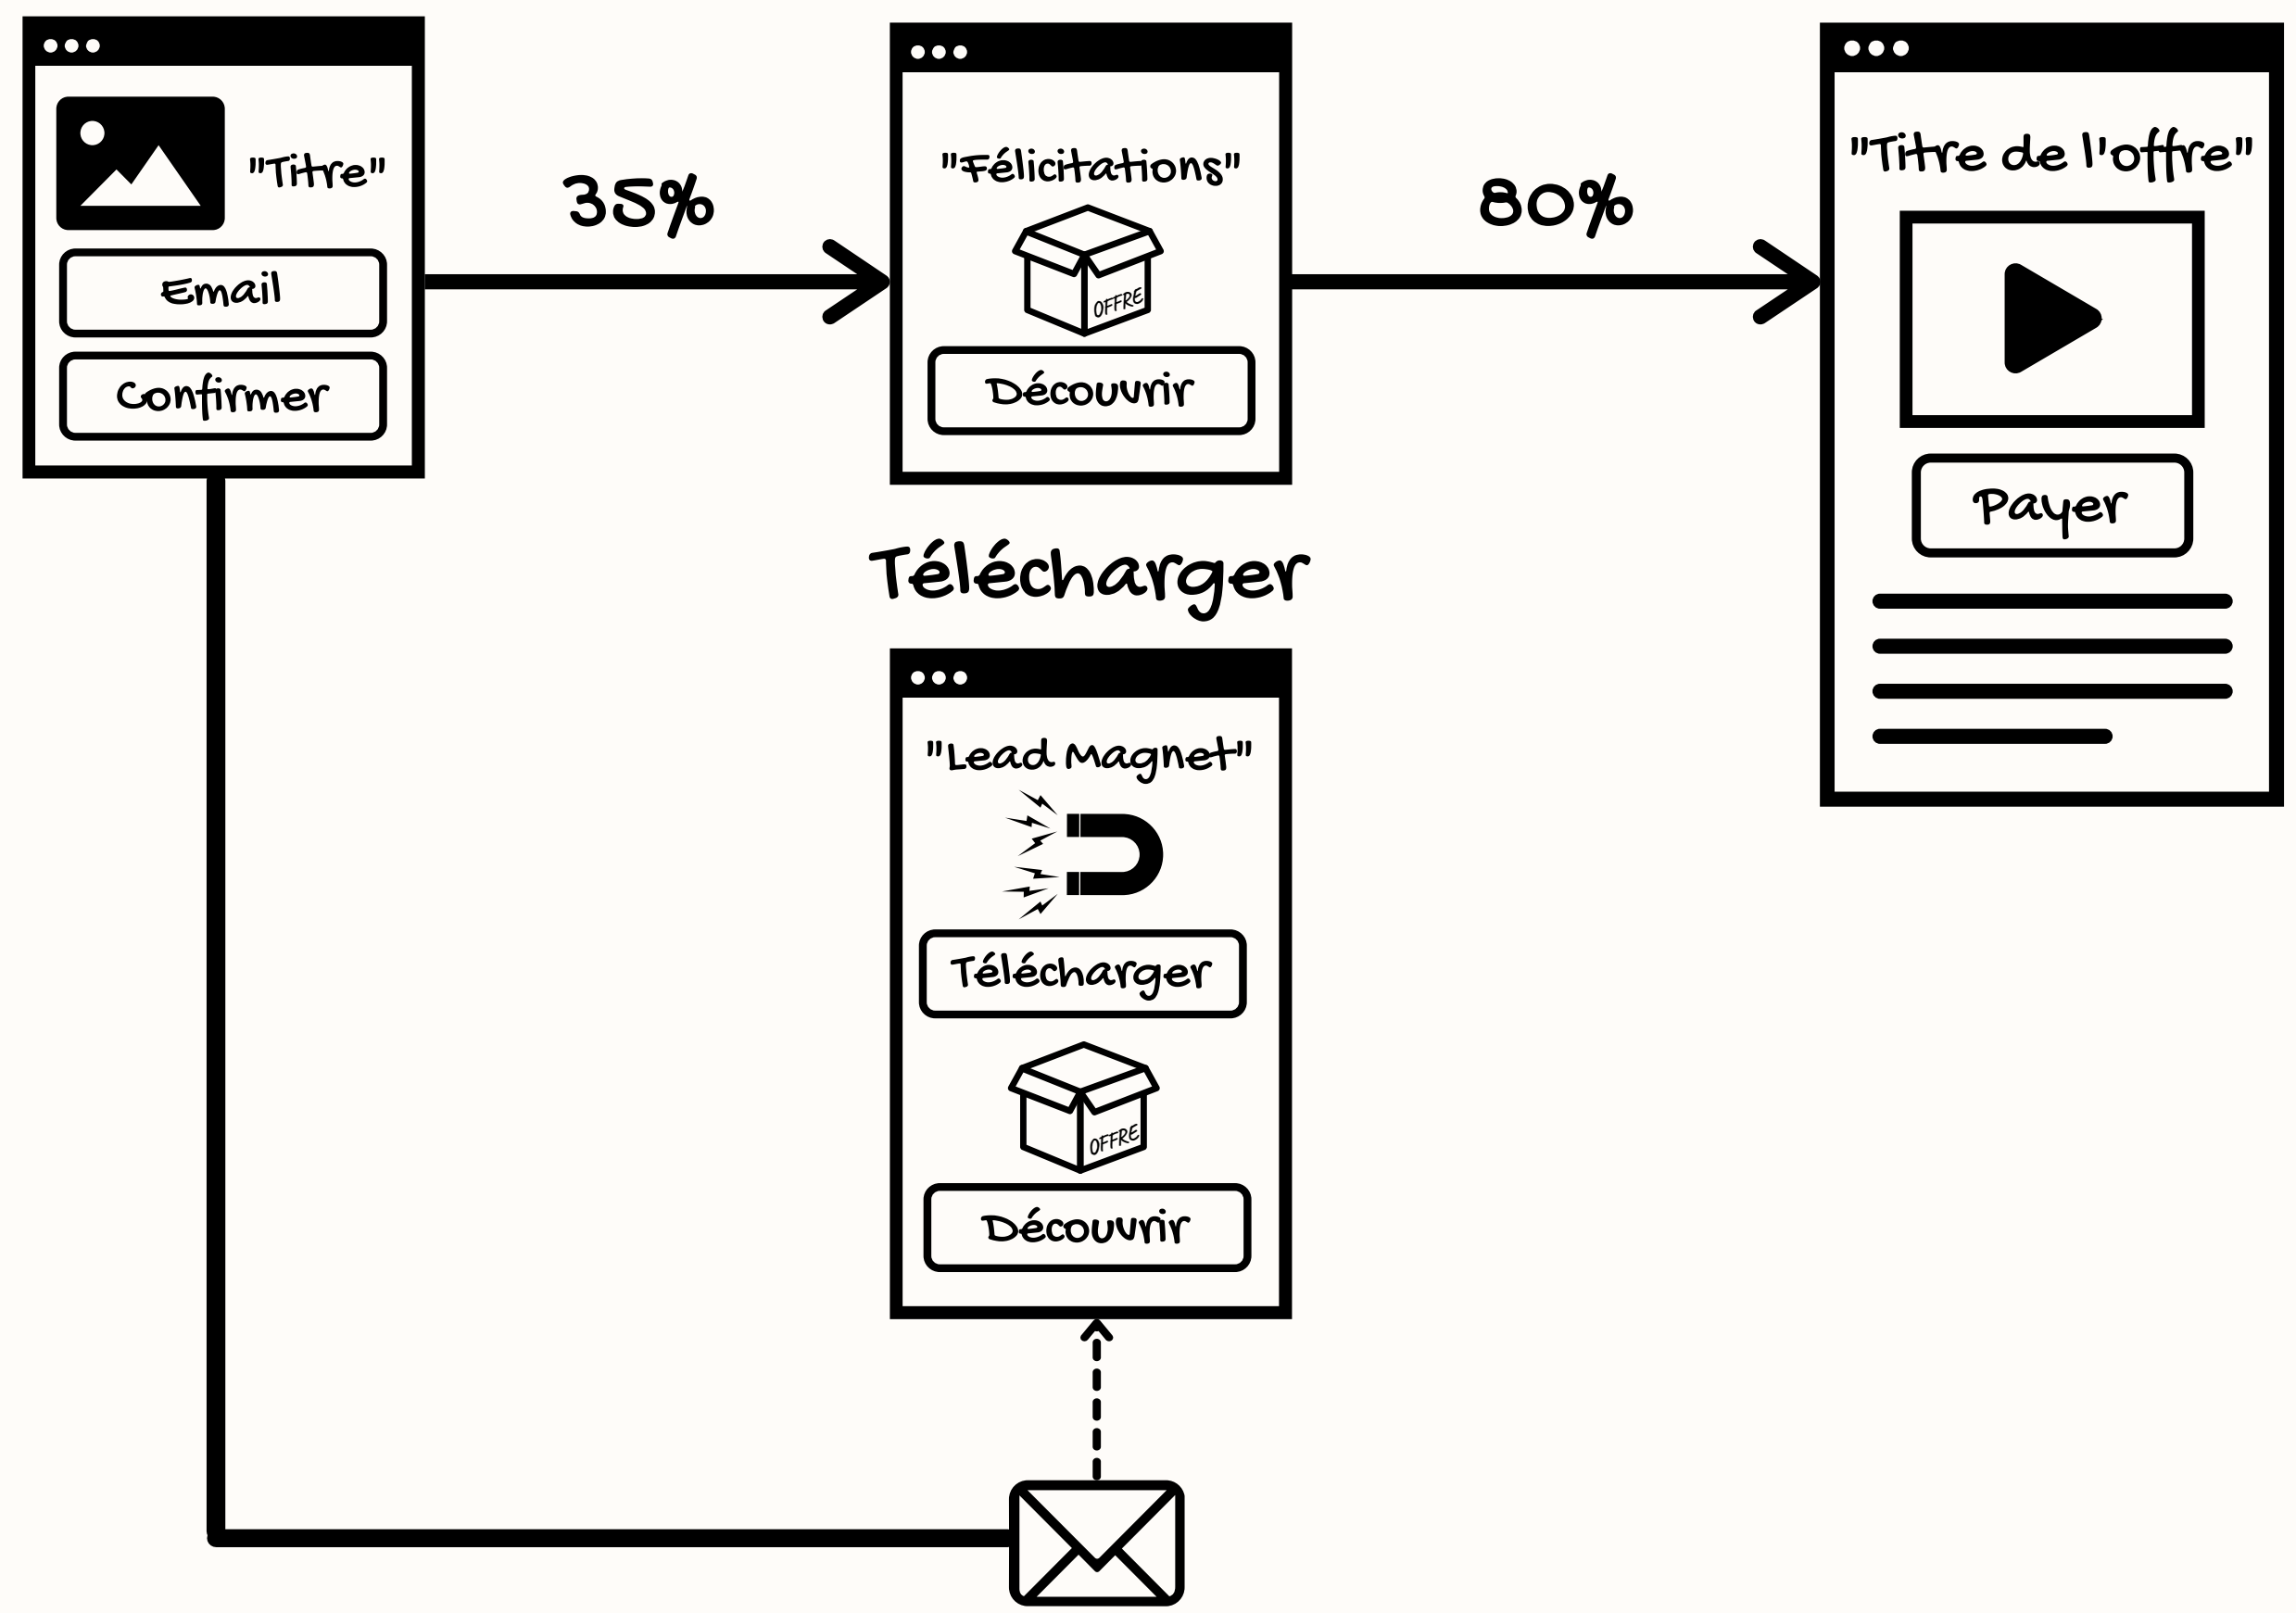 "Titre"
Email
Confirmer
35%
"Félicitations"
OFFRE
Découvrir
80%
"Titre de l'offre"
Payer
Télécharger
"Lead Magnet"
Télécharger
OFFRE
Découvrir